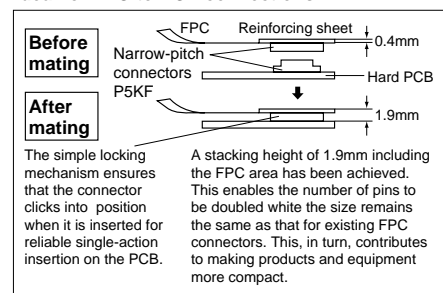 FPC
Reinforcing sheet
Before
mating
0.4mm
Narrow-pitch
connectors
P5KF
Hard PCB
After
mating
1.9mm
The simple locking
mechanism ensures
that the connector
clicks into position
when it is inserted for
reliable single-action
insertion on the PCB.
A stacking height of 1.9mm including
the FPC area has been achieved.
This enables the number of pins to
be doubled white the size remains
the same as that for existing FPC
connectors. This, in turn, contributes
to making products and equipment
more compact.